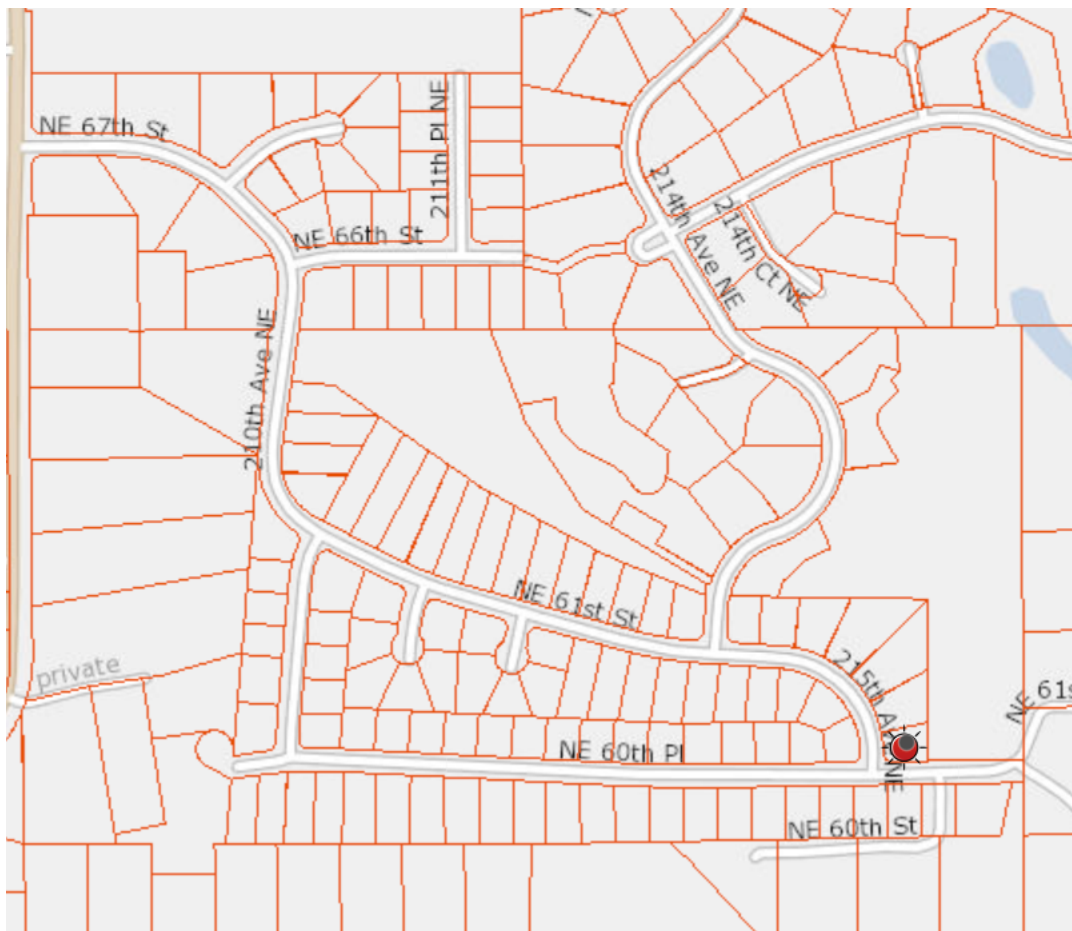 NE 67th St
211th Pl NE
214th Ave NE
214th Ct NE
NE 66th St
210th Ave NE
NE 61st St
private
215th A NE
NE 61s
NE 60th Pl
NE 60th St